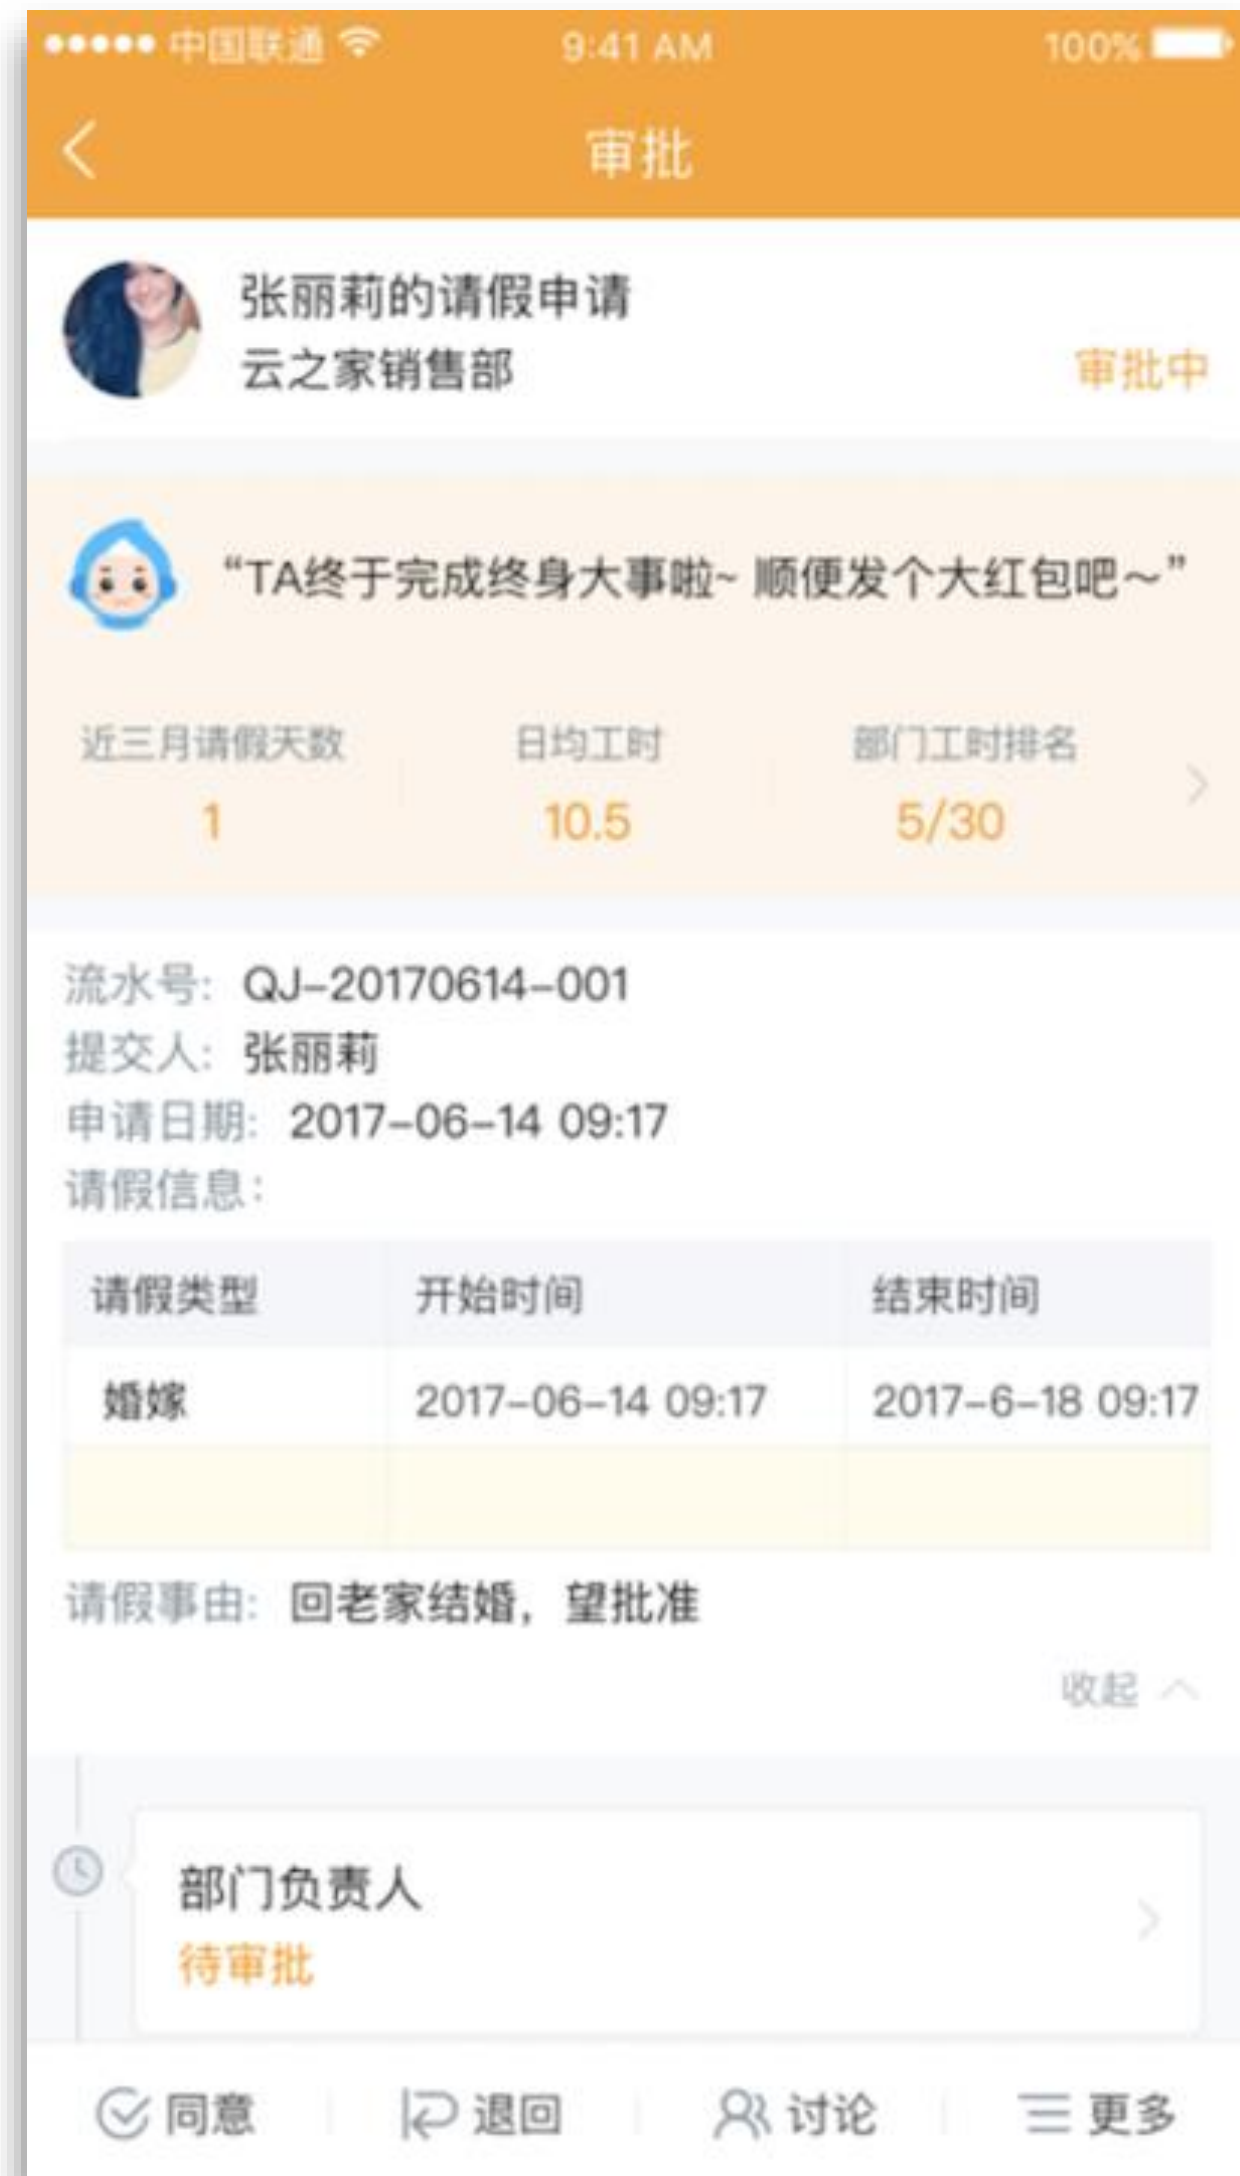 中国联通 9:41 AM 100%
审批
张丽莉的请假申请
云之家销售部 审批中
“TA终于完成终身大事啦~ 顺便发个大红包吧～”
近三月请假天数 日均工时 部门工时排名
1 10.5 5/30
流水号: QJ-20170614-001
提交人: 张丽莉
申请日期: 2017-06-14 09:17
请假信息:
请假类型 开始时间 结束时间
婚嫁 2017-06-14 09:17 2017-6-18 09:17
请假事由: 回老家结婚，望批准
收起
部门负责人
待审批
同意 退回 讨论 更多